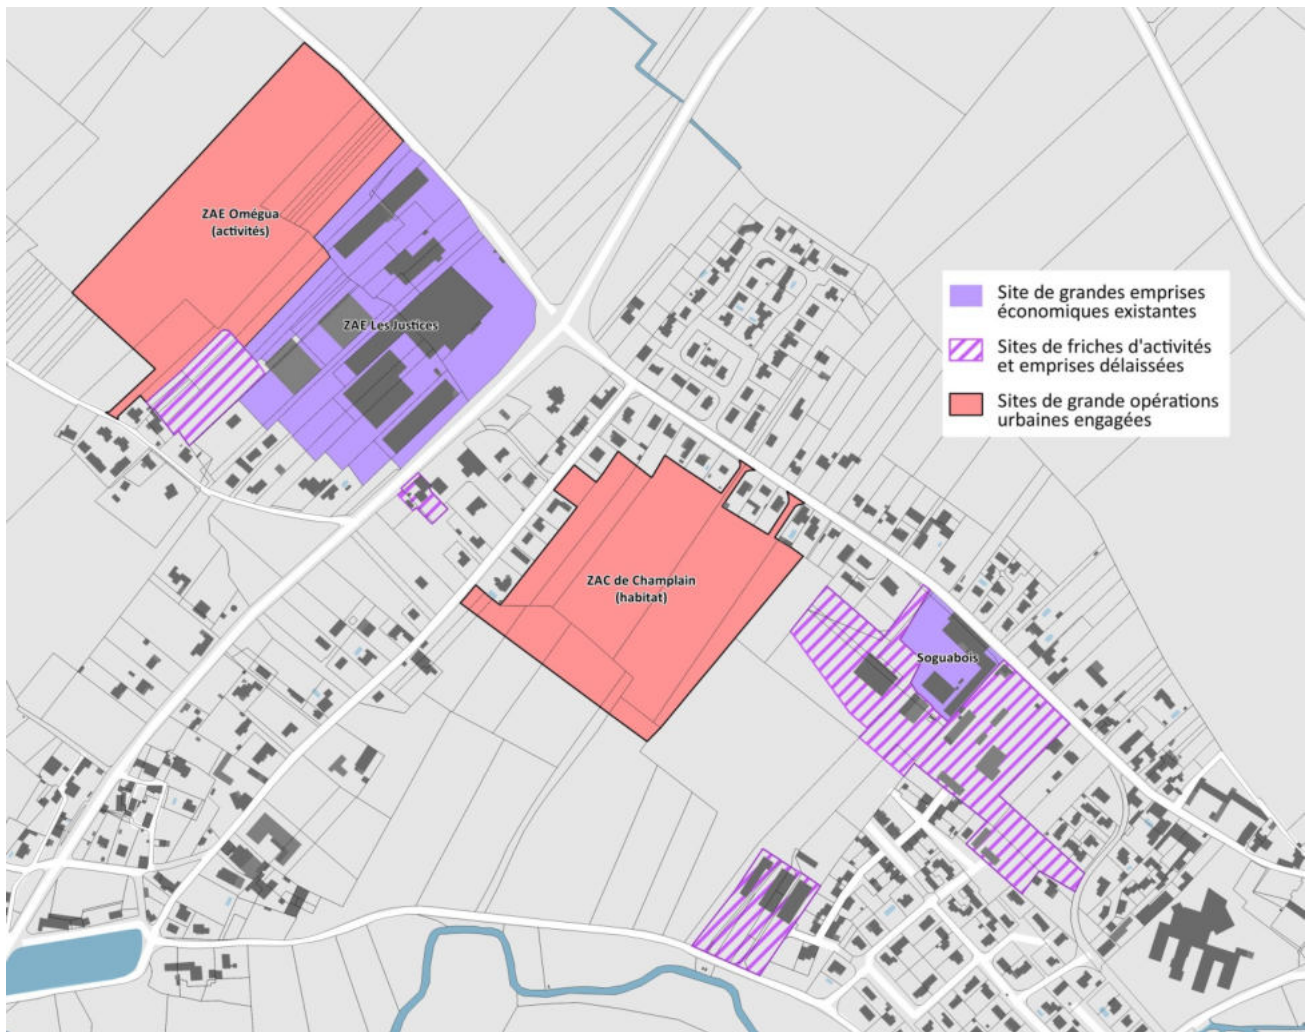 ZAE Omégua
(activités)
ZAE Les Justices
Site de grandes emprises
économiques existantes
Sites de friches d'activités
et emprises délaissées
Sites de grande opérations
urbaines engagées
ZAC de Champlain
(habitat)
Soguabois